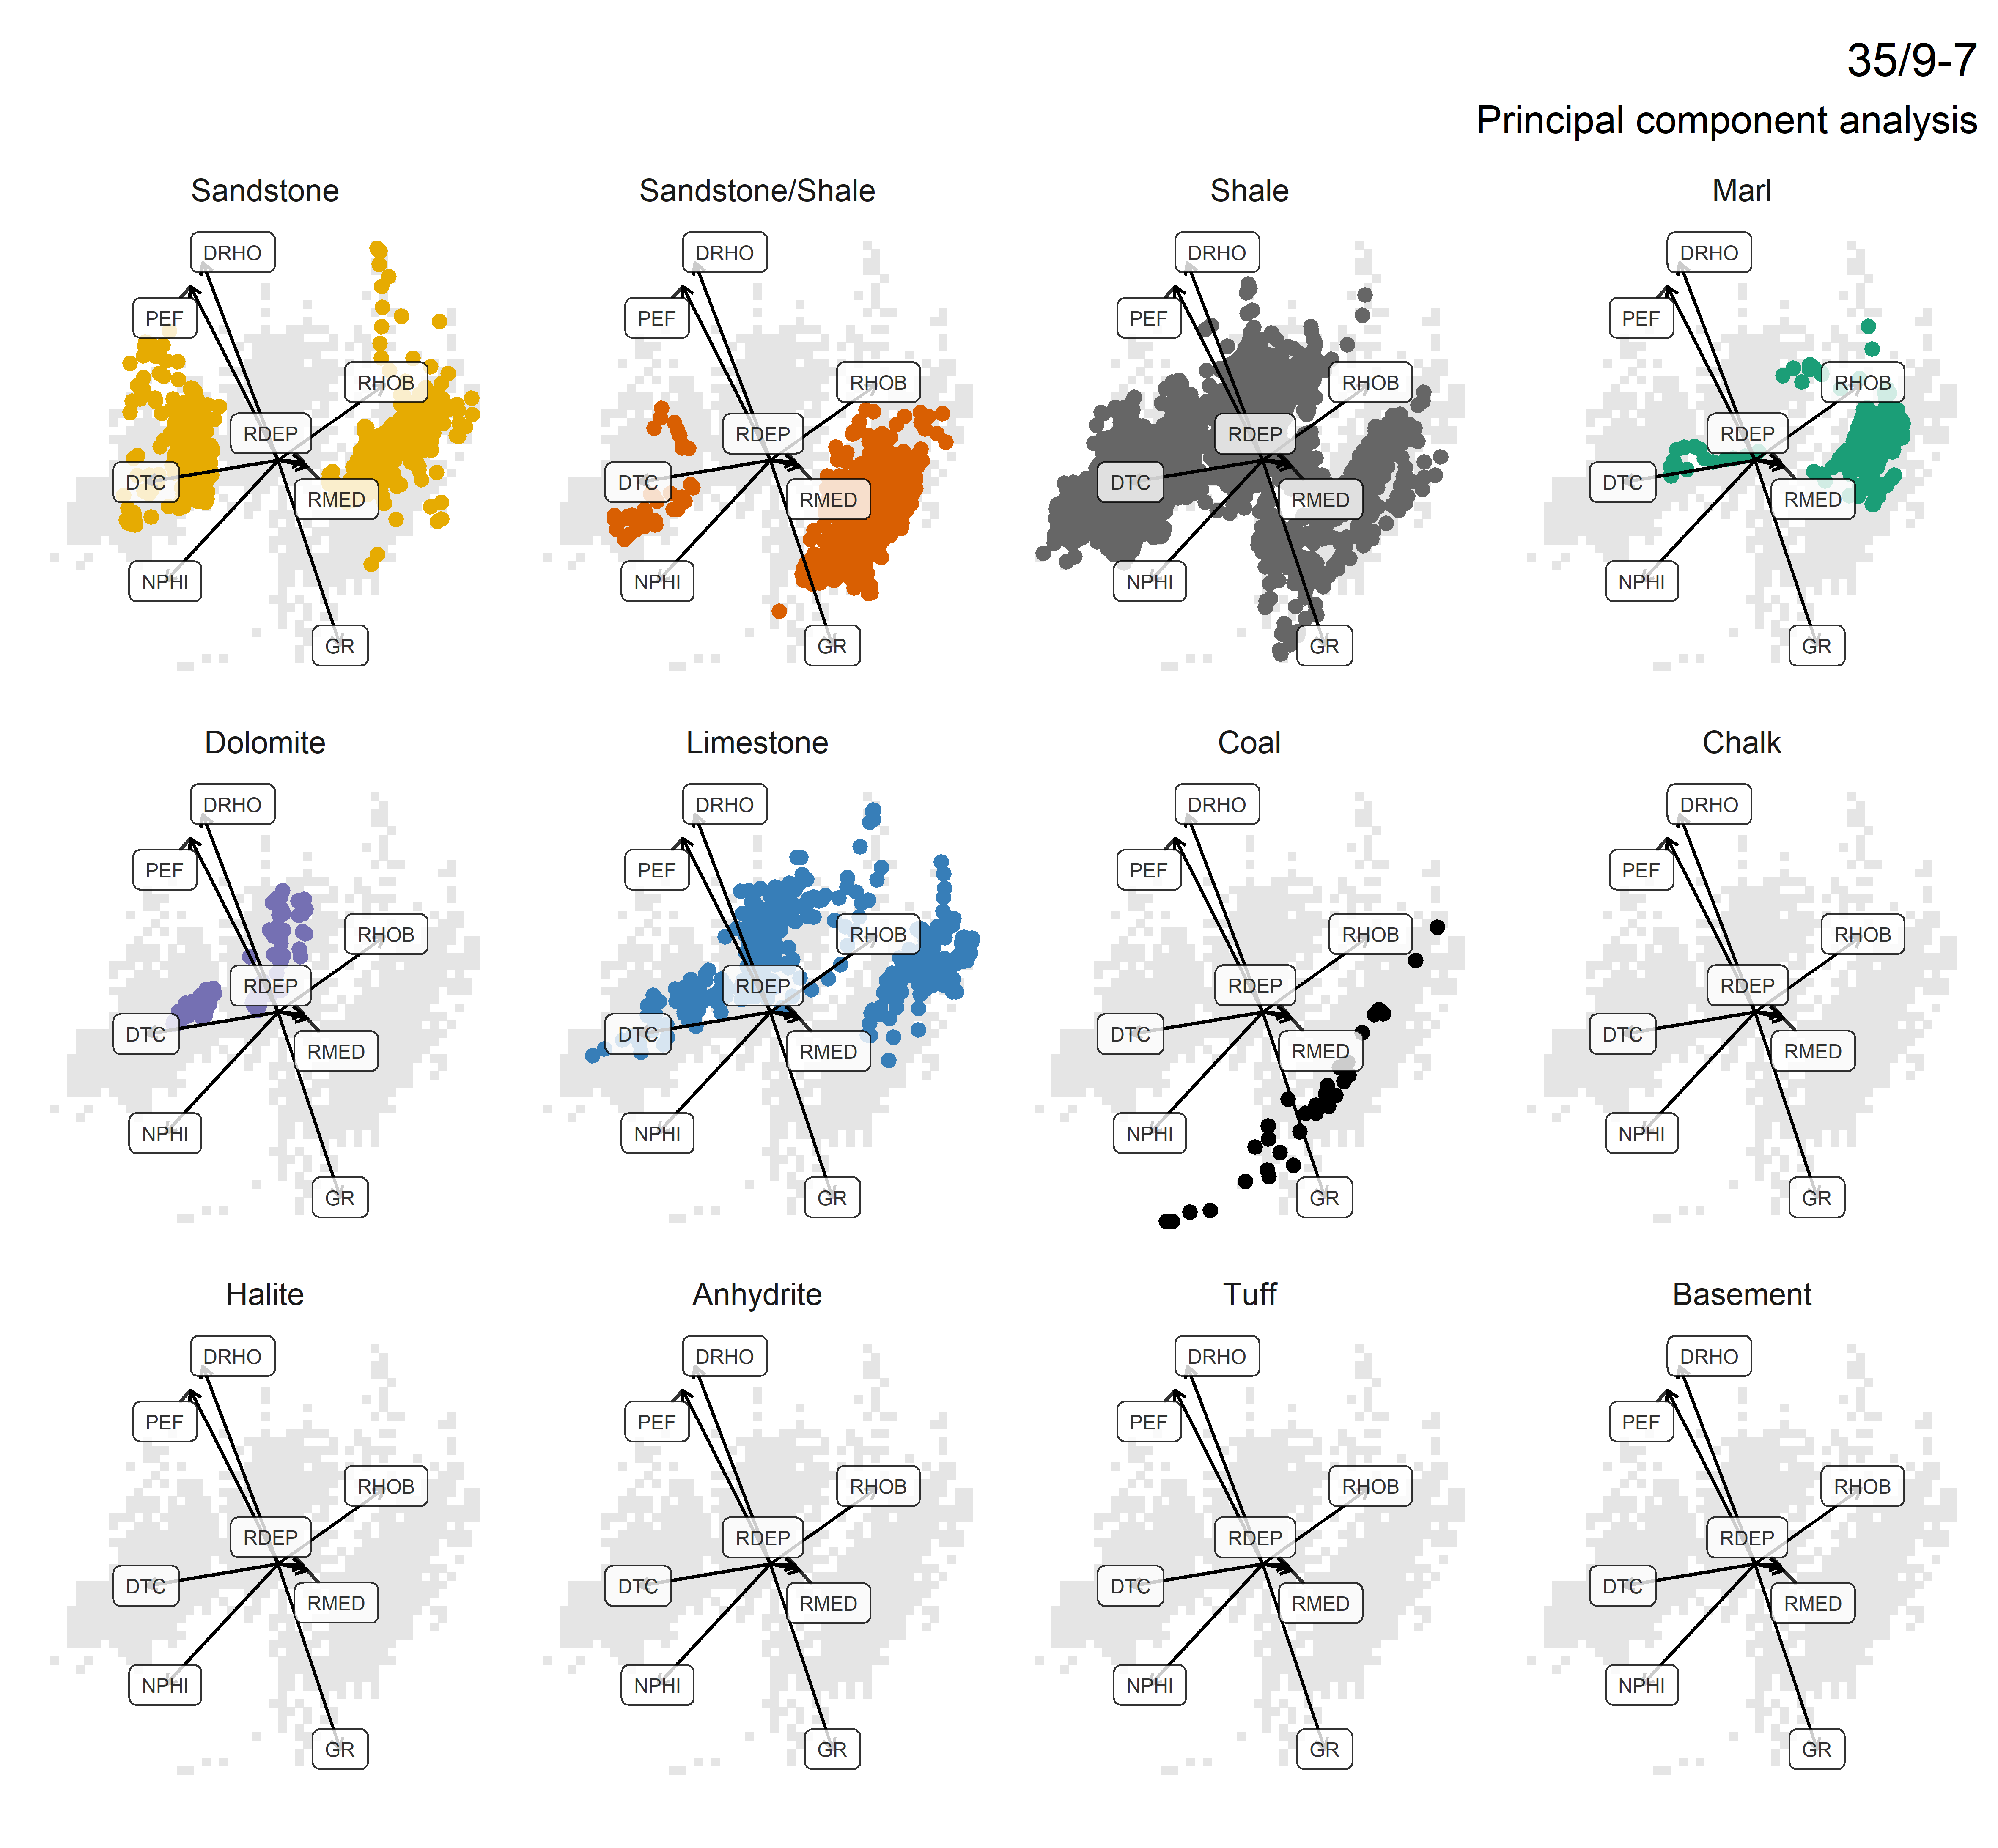 35/9-7
Principal component analysis
Sandstone
Sandstone/Shale
Shale
Marl
DRHO
DRHO
DRHO
DRHO
PEF
PEF
PEF
PEF
RHOB
RHOB
RHOB
RHOB
RDEP
RDEP
RDEP
RDEP
DTC
DTC
DTC
DTC
RMED
RMED
RMED
RMED
NPHI
NPHI
NPHI
NPHI
GR
GR
GR
GR
Dolomite
Limestone
Coal
Chalk
DRHO
DRHO
DRHO
DRHO
PEF
PEF
PEF
PEF
RHOB
RHOB
RHOB
RHOB
RDEP
RDEP
RDEP
RDEP
DTC
DTC
DTC
DTC
RMED
RMED
RMED
RMED
NPHI
NPHI
NPHI
NPHI
GR
GR
GR
GR
Halite
Anhydrite
Tuff
Basement
DRHO
DRHO
DRHO
DRHO
PEF
PEF
PEF
PEF
RHOB
RHOB
RHOB
RHOB
RDEP
RDEP
RDEP
RDEP
DTC
DTC
DTC
DTC
RMED
RMED
RMED
RMED
NPHI
NPHI
NPHI
NPHI
GR
GR
GR
GR